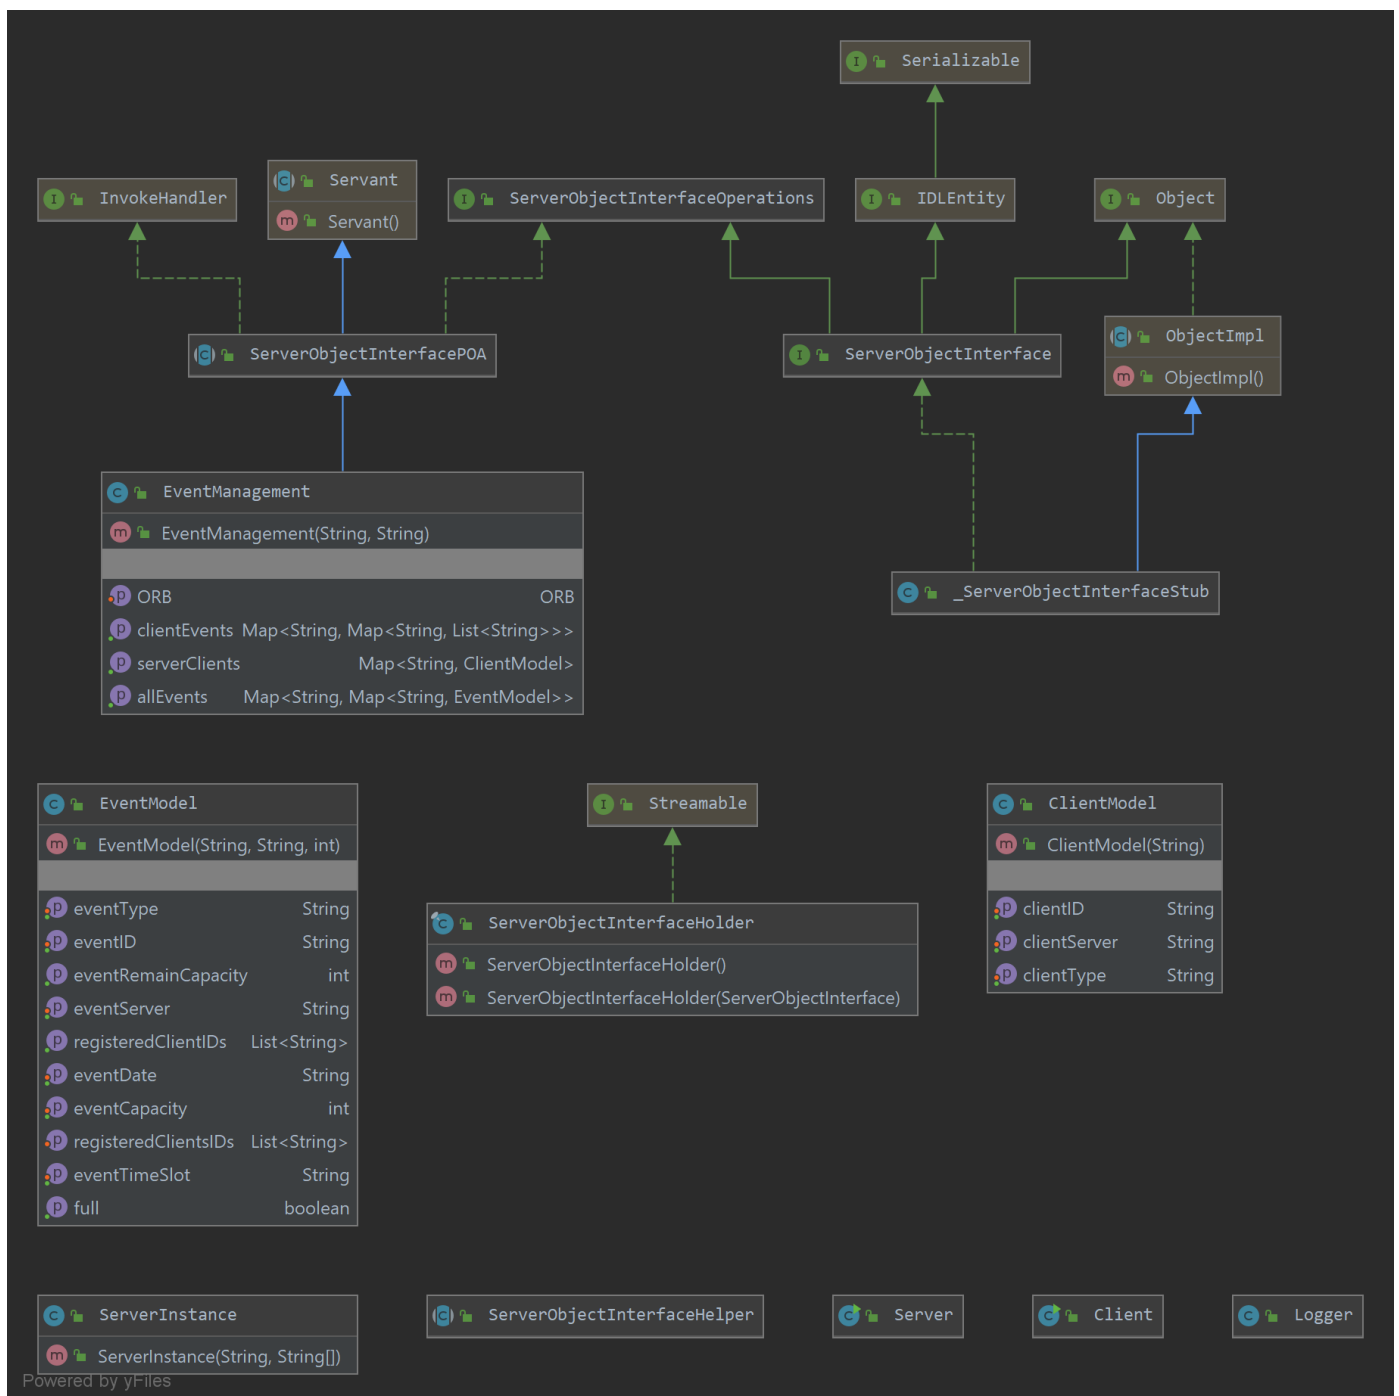 Serializable
InvokeHandler
Servant
Servant()
ServerObjectInterfaceOperations
IDLEntity
Object
ServerObjectInterfacePOA
ServerObjectInterface
ObjectImpl
ObjectImpl()
EventManagement
EventManagement(String, String)
ORB ORB
clientEvents Map<String, Map<String, List<String>>>
serverClients Map<String, ClientModel>
allEvents Map<String, Map<String, EventModel>>
_ServerObjectInterfaceStub
EventModel
EventModel(String, String, int)
eventType String
eventID String
eventRemainCapacity int
eventServer String
registeredClientIDs List<String>
eventDate String
eventCapacity int
registeredClientsIDs List<String>
eventTimeSlot String
full boolean
Streamable
ServerObjectInterfaceHolder
ServerObjectInterfaceHolder()
ServerObjectInterfaceHolder(ServerObjectInterface)
ClientModel
ClientModel(String)
clientID String
clientServer String
clientType String
ServerInstance
ServerInstance(String, String[])
ServerObjectInterfaceHelper
Server
Client
Logger
Powered by yFiles